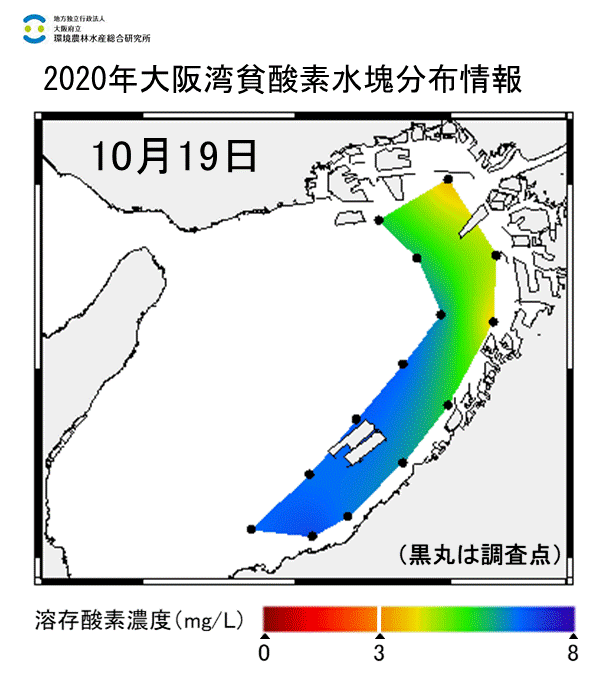 地方独立行政法人
大阪府立
環境農林水産総合研究所
2020年大阪湾貧酸素水塊分布情報
10月19日
(黒丸は調査点)
溶存酸素濃度(mg/L)
0 3 8